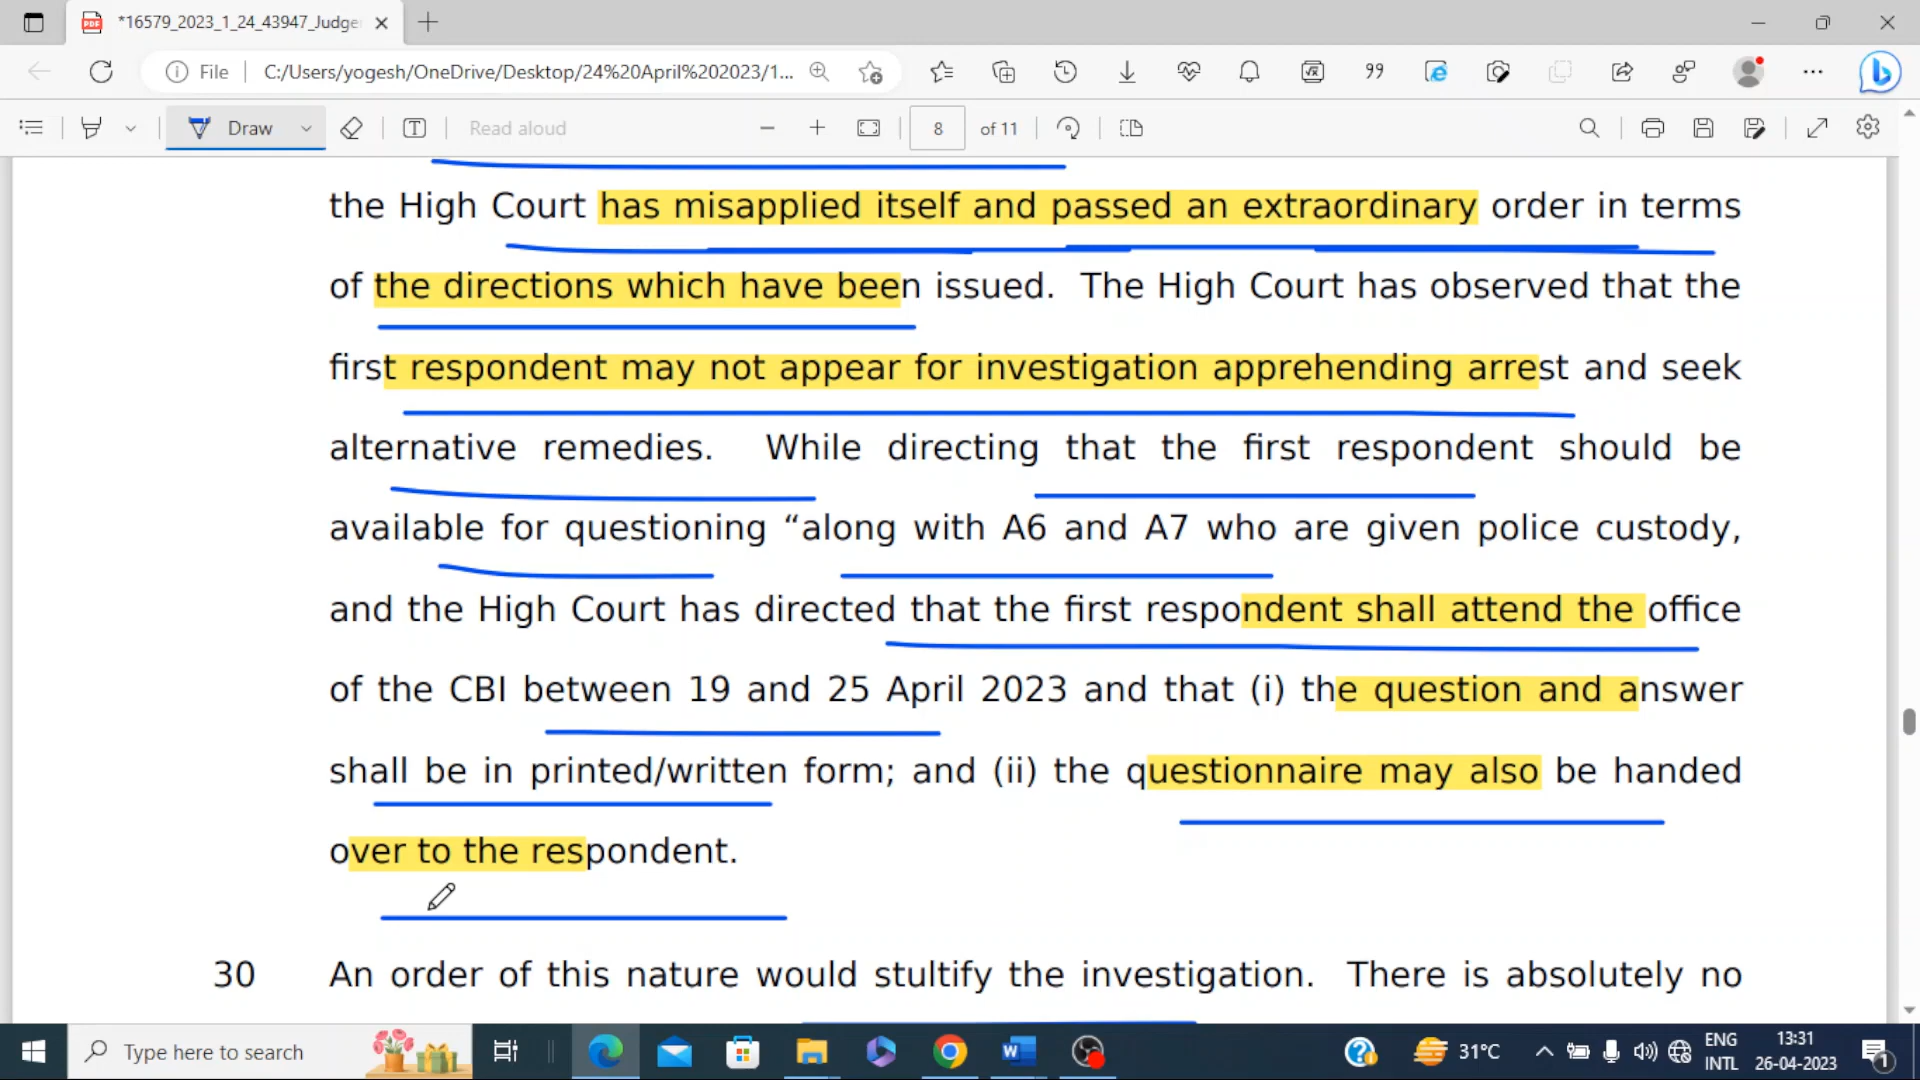 *16579_2023_1_24_43947_Judge
File
C:/Users/yogesh/OneDrive/Desktop/24%20April%202023/1...
Draw
Read aloud
8
of 11
the High Court has misapplied itself and passed an extraordinary order in terms
of the directions which have been issued. The High Court has observed that the
first respondent may not appear for investigation apprehending arrest and seek
alternative remedies. While directing that the first respondent should be
available for questioning “along with A6 and A7 who are given police custody,
and the High Court has directed that the first respondent shall attend the office
of the CBI between 19 and 25 April 2023 and that (i) the question and answer
shall be in printed/written form; and (ii) the questionnaire may also be handed
over to the respondent.
30 An order of this nature would stultify the investigation. There is absolutely no
Type here to search
31°C
ENG
INTL
13:31
26-04-2023
1